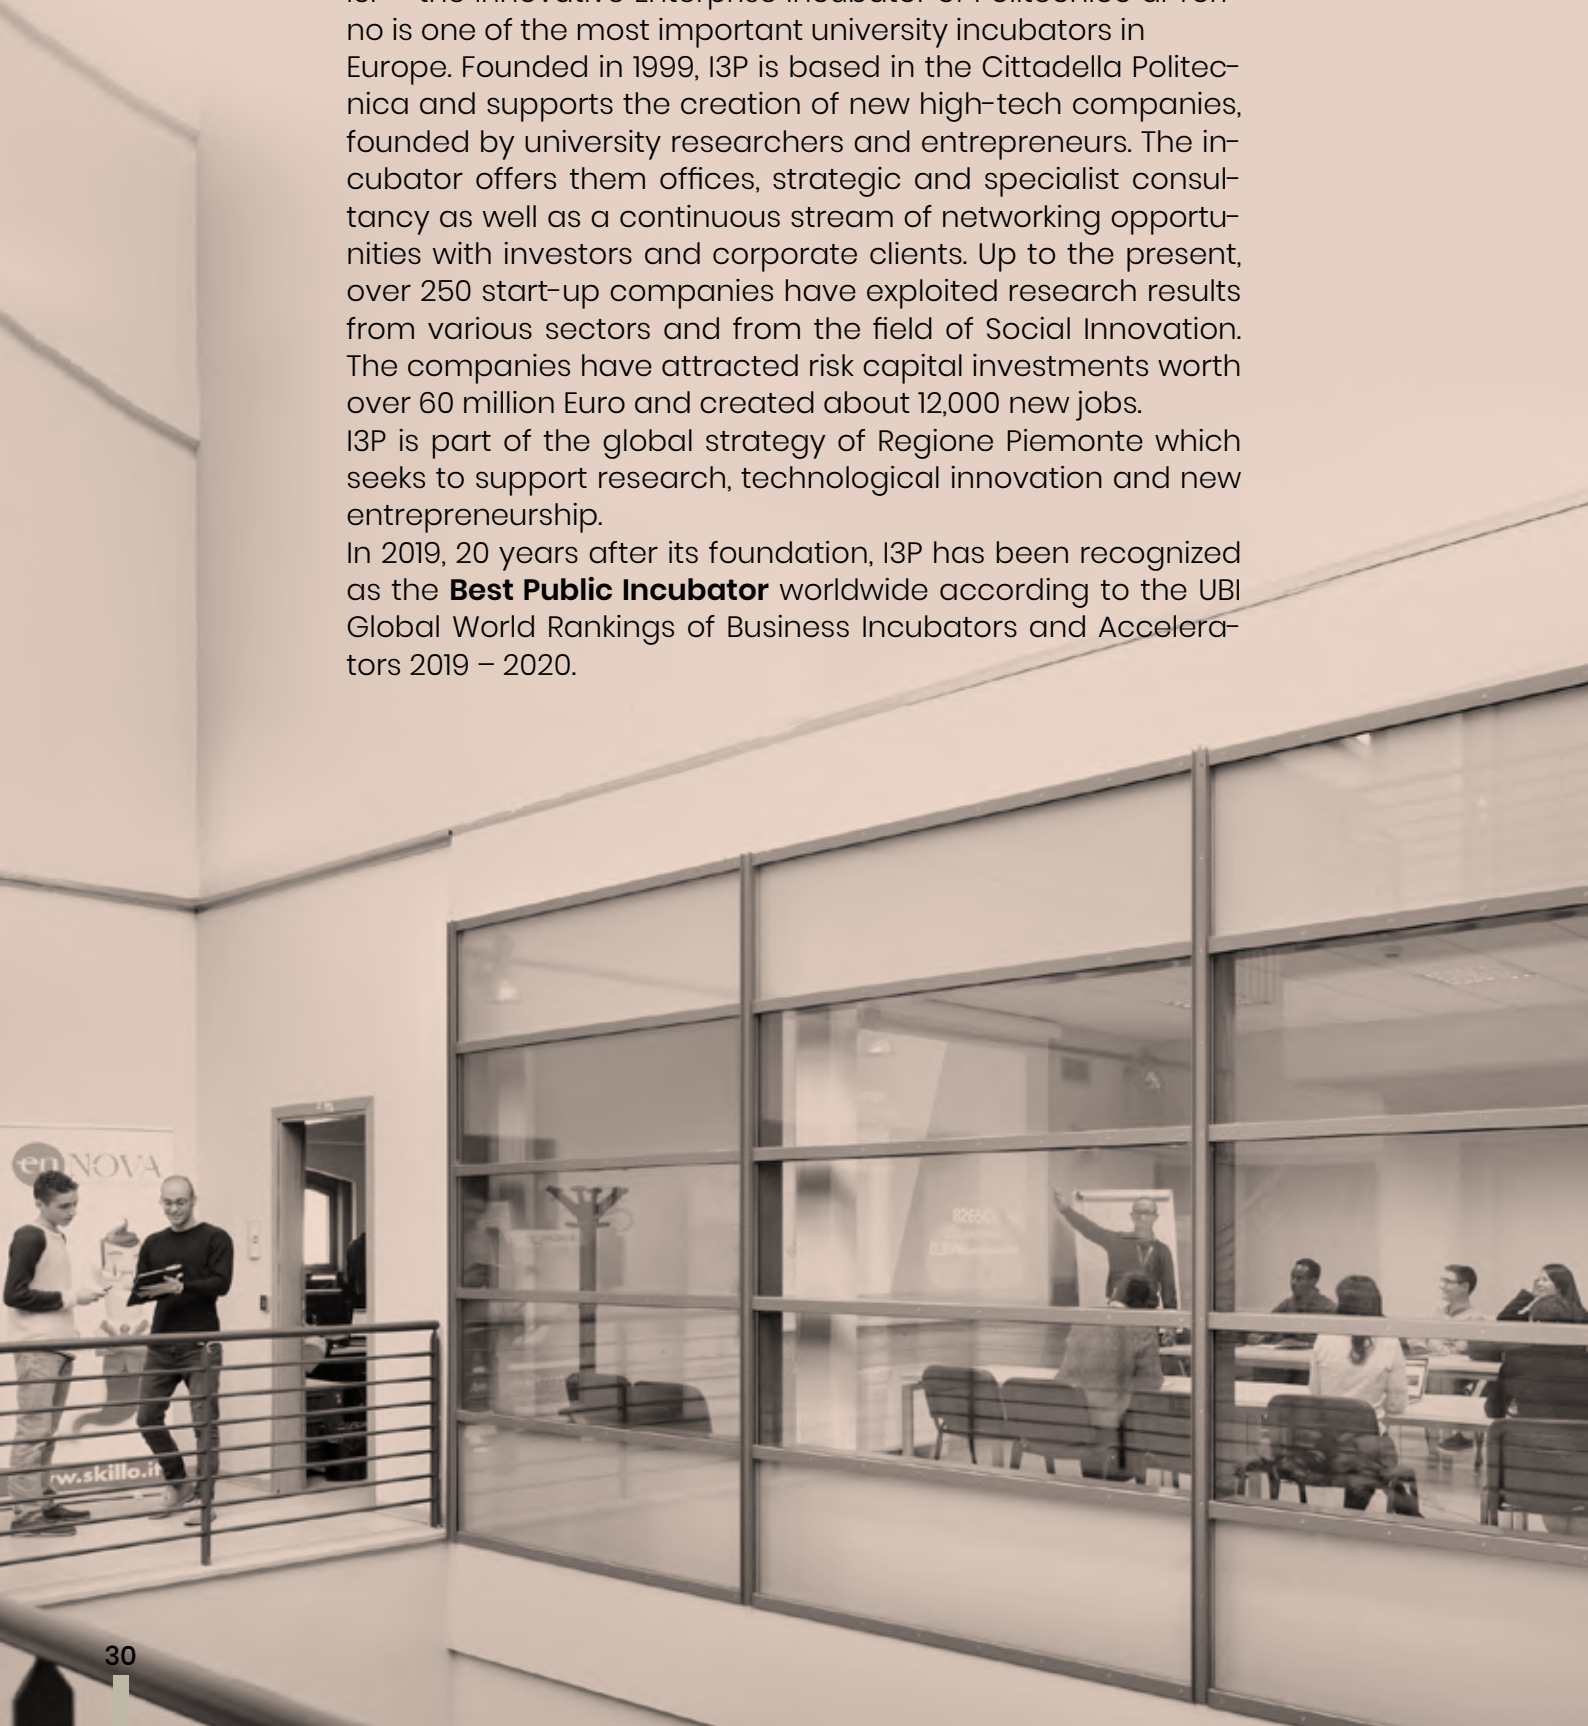 no is one of the most important university incubators in
Europe. Founded in 1999, I3P is based in the Cittadella Politec-
nica and supports the creation of new high-tech companies,
founded by university researchers and entrepreneurs. The in-
cubator offers them offices, strategic and specialist consul-
tancy as well as a continuous stream of networking opportu-
nities with investors and corporate clients. Up to the present,
over 250 start-up companies have exploited research results
from various sectors and from the field of Social Innovation.
The companies have attracted risk capital investments worth
over 60 million Euro and created about 12,000 new jobs.
I3P is part of the global strategy of Regione Piemonte which
seeks to support research, technological innovation and new
entrepreneurship.
In 2019, 20 years after its foundation, I3P has been recognized
as the Best Public Incubator worldwide according to the UBI
Global World Rankings of Business Incubators and Accelera-
tors 2019 – 2020.
enNOVA
w.skillo.it
30